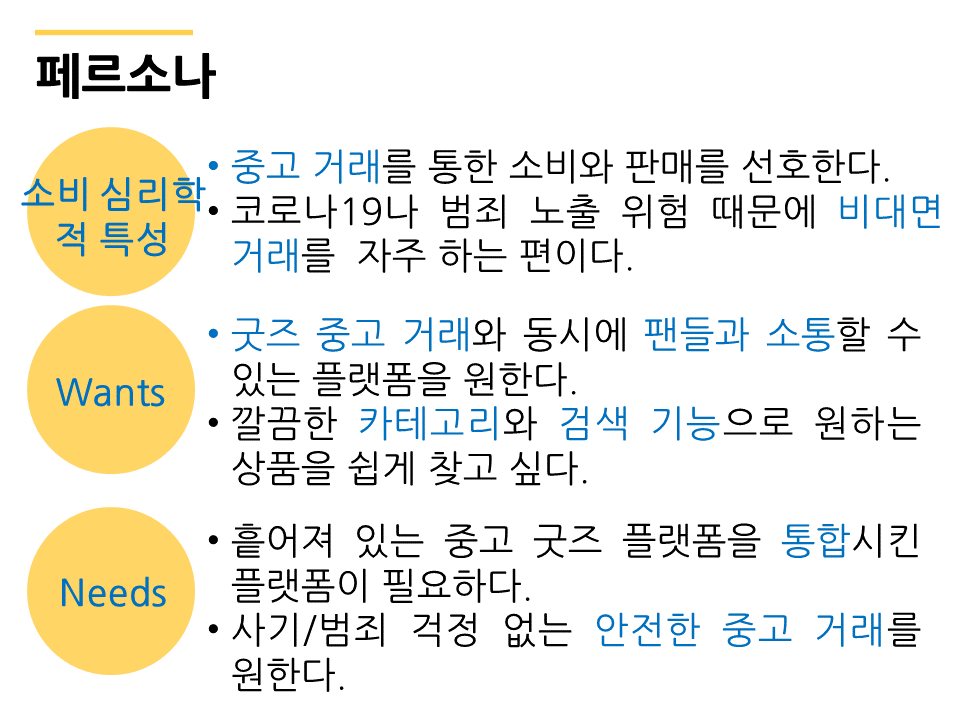 페르소나
소비 심리학
적 특성
• 중고 거래를 통한 소비와 판매를 선호한다.
• 코로나19나 범죄 노출 위험 때문에 비대면
거래를 자주 하는 편이다.
Wants
• 굿즈 중고 거래와 동시에 팬들과 소통할 수
있는 플랫폼을 원한다.
• 깔끔한 카테고리와 검색 기능으로 원하는
상품을 쉽게 찾고 싶다.
Needs
• 흩어져 있는 중고 굿즈 플랫폼을 통합시킨
플랫폼이 필요하다.
• 사기/범죄 걱정 없는 안전한 중고 거래를
원한다.